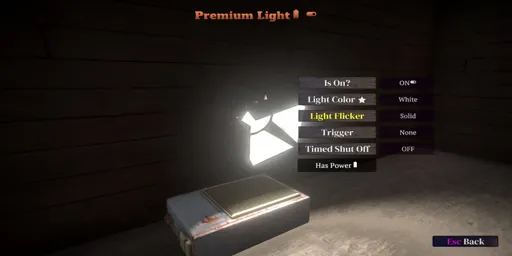 Premium Light
Is On? ON
Light Color White
Light Flicker Solid
Trigger None
Timed Shut Off OFF
Has Power
Esc Back